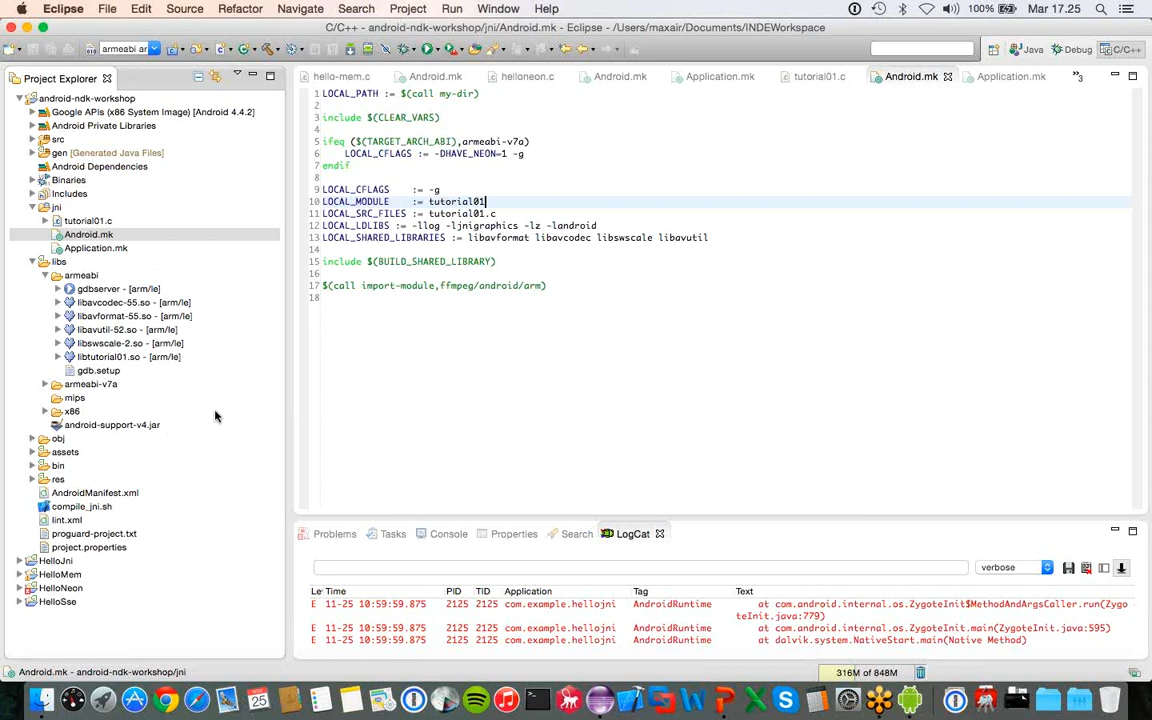 Eclipse File Edit Source Refactor Navigate Search Project Run Window Help 100% Mar 17.25
C/C++ - android-ndk-workshop/jni/Android.mk - Eclipse - /Users/maxair/Documents/INDEWorkspace
armeabi ar Java Debug C/C++
Project Explorer
android-ndk-workshop
Google APIs (x86 System Image) [Android 4.4.2]
Android Private Libraries
src
gen [Generated Java Files]
Android Dependencies
Binaries
Includes
jni
tutorial01.c
Android.mk
Application.mk
libs
armeabi
gdbserver - [arm/le]
libavcodec-55.so - [arm/le]
libavformat-55.so - [arm/le]
libavutil-52.so - [arm/le]
libswscale-2.so - [arm/le]
libtutorial01.so - [arm/le]
gdb.setup
armeabi-v7a
mips
x86
android-support-v4.jar
obj
assets
bin
res
AndroidManifest.xml
compile_jni.sh
lint.xml
proguard-project.txt
project.properties
HelloJni
HelloMem
HelloNeon
HelloSse
hello-mem.c Android.mk helloneon.c Android.mk Application.mk tutorial01.c Android.mk Application.mk »3
1 LOCAL_PATH := $(call my-dir)
2
3 include $(CLEAR_VARS)
4
5 ifeq ($(TARGET_ARCH_ABI),armeabi-v7a)
6 LOCAL_CFLAGS := -DHAVE_NEON=1 -g
7 endif
8
9 LOCAL_CFLAGS := -g
10 LOCAL_MODULE := tutorial01
11 LOCAL_SRC_FILES := tutorial01.c
12 LOCAL_LDLIBS := -llog -ljnigraphics -lz -landroid
13 LOCAL_SHARED_LIBRARIES := libavformat libavcodec libswscale libavutil
14
15 include $(BUILD_SHARED_LIBRARY)
16
17 $(call import-module,ffmpeg/android/arm)
18
Problems Tasks Console Properties Search LogCat
verbose
Le Time PID TID Application Tag Text
E 11-25 10:59:59.875 2125 2125 com.example.hellojni AndroidRuntime at com.android.internal.os.ZygoteInit$MethodAndArgsCaller.run(Zygo
teInit.java:779)
E 11-25 10:59:59.875 2125 2125 com.example.hellojni AndroidRuntime at com.android.internal.os.ZygoteInit.main(ZygoteInit.java:595)
E 11-25 10:59:59.875 2125 2125 com.example.hellojni AndroidRuntime at dalvik.system.NativeStart.main(Native Method)
Android.mk - android-ndk-workshop/jni 316M of 848M
25